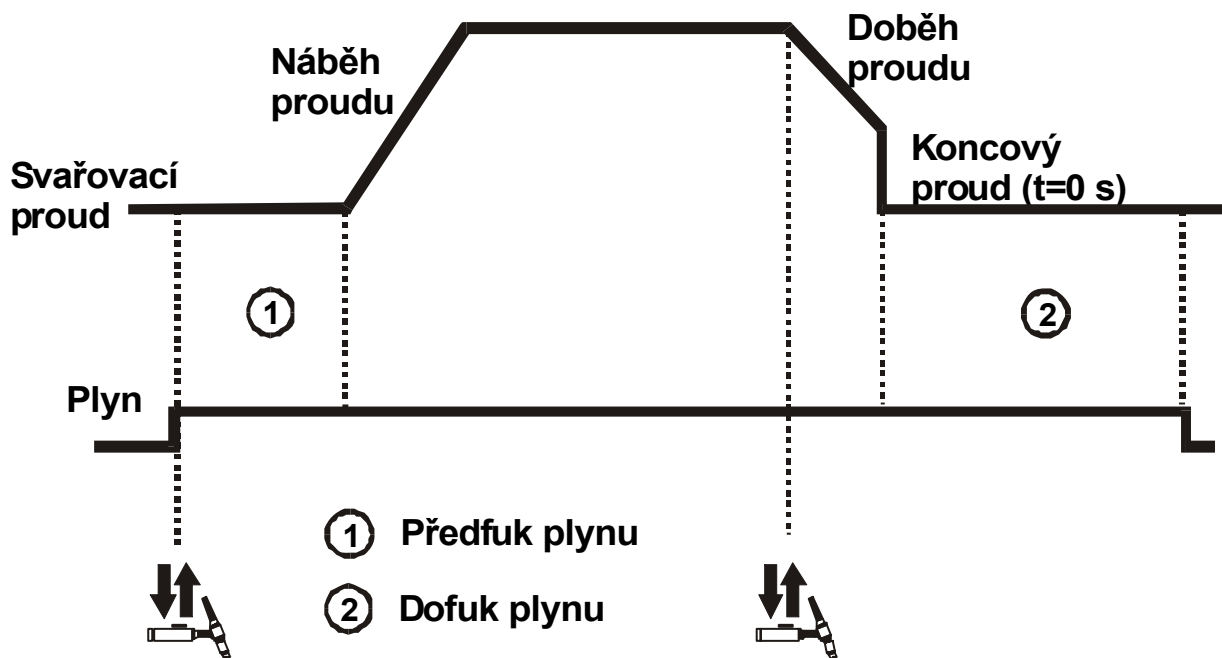 Náběh
proudu
Doběh
proudu
Svařovací
proud
Koncový
proud (t=0 s)
1
2
Plyn
1 Předfuk plynu
2 Dofuk plynu